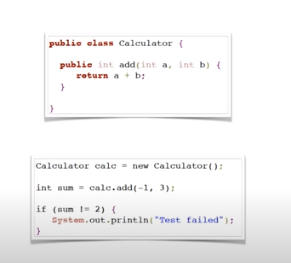 public class Calculator {
public int add(int a, int b) {
return a + b;
}
}
Calculator calc = new Calculator();
int sum = calc.add(-1, 3);
if (sum != 2) {
System.out.println("Test failed");
}